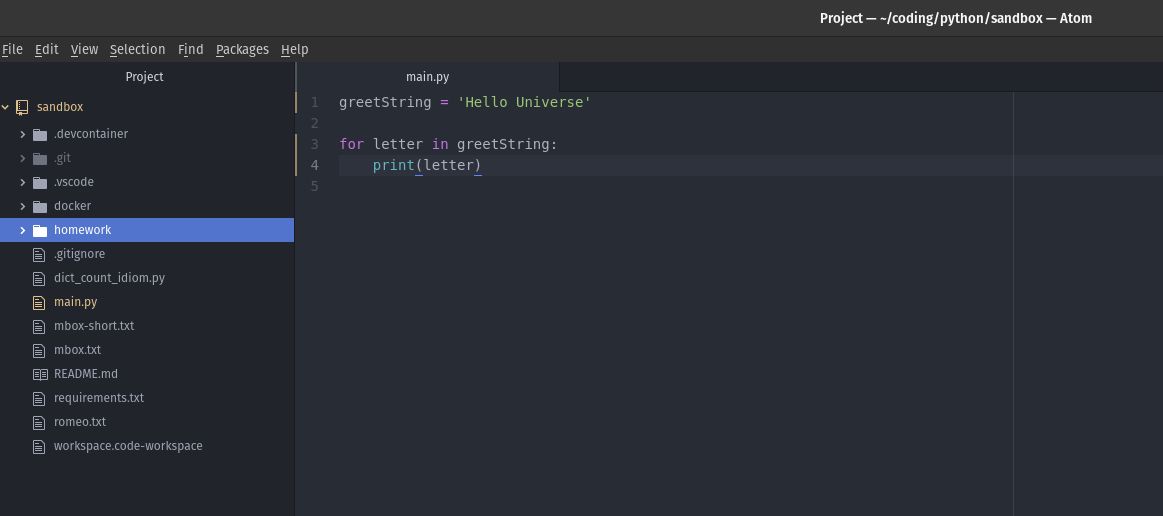 Project — ~/coding/python/sandbox — Atom
File Edit View Selection Find Packages Help
Project
main.py
sandbox
.devcontainer
.git
.vscode
docker
homework
.gitignore
dict_count_idiom.py
main.py
mbox-short.txt
mbox.txt
README.md
requirements.txt
romeo.txt
workspace.code-workspace
1 greetString = 'Hello Universe'
2
3 for letter in greetString:
4     print(letter)
5